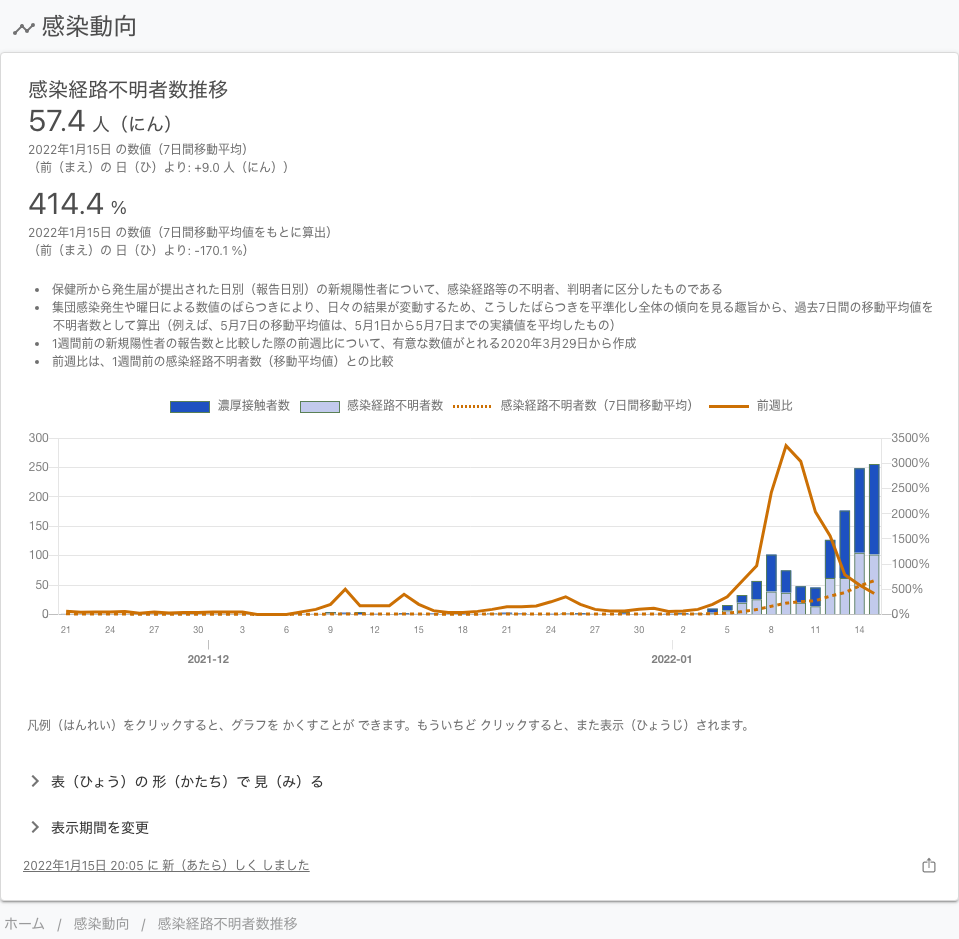 感染動向
感染経路不明者数推移
57.4 人（にん）
2022年1月15日 の数値（7日間移動平均）
（前（まえ）の 日（ひ）より: +9.0 人（にん））
414.4 %
2022年1月15日 の数値（7日間移動平均値をもとに算出）
（前（まえ）の 日（ひ）より: -170.1 %）
• 保健所から発生届が提出された日別（報告日別）の新規陽性者について、感染経路等の不明者、判明者に区分したものである
• 集団感染発生や曜日による数値のばらつきにより、日々の結果が変動するため、こうしたばらつきを平準化し全体の傾向を見る趣旨から、過去7日間の移動平均値を
不明者数として算出（例えば、5月7日の移動平均値は、5月1日から5月7日までの実績値を平均したもの）
• 1週間前の新規陽性者の報告数と比較した際の前週比について、有意な数値がとれる2020年3月29日から作成
• 前週比は、1週間前の感染経路不明者数（移動平均値）との比較
濃厚接触者数 感染経路不明者数 感染経路不明者数（7日間移動平均） 前週比
300 3500%
250 3000%
200 2500%
150 2000%
100 1500%
50 1000%
0 500%
0%
21 24 27 30 3 6 9 12 15 18 21 24 27 30 2 5 8 11 14
2021-12 2022-01
凡例（はんれい）をクリックすると、グラフを かくすことが できます。もういちど クリックすると、また表示（ひょうじ）されます。
表（ひょう）の 形（かたち）で 見（み）る
表示期間を変更
2022年1月15日 20:05 に 新（あたら）しく しました
ホーム / 感染動向 / 感染経路不明者数推移